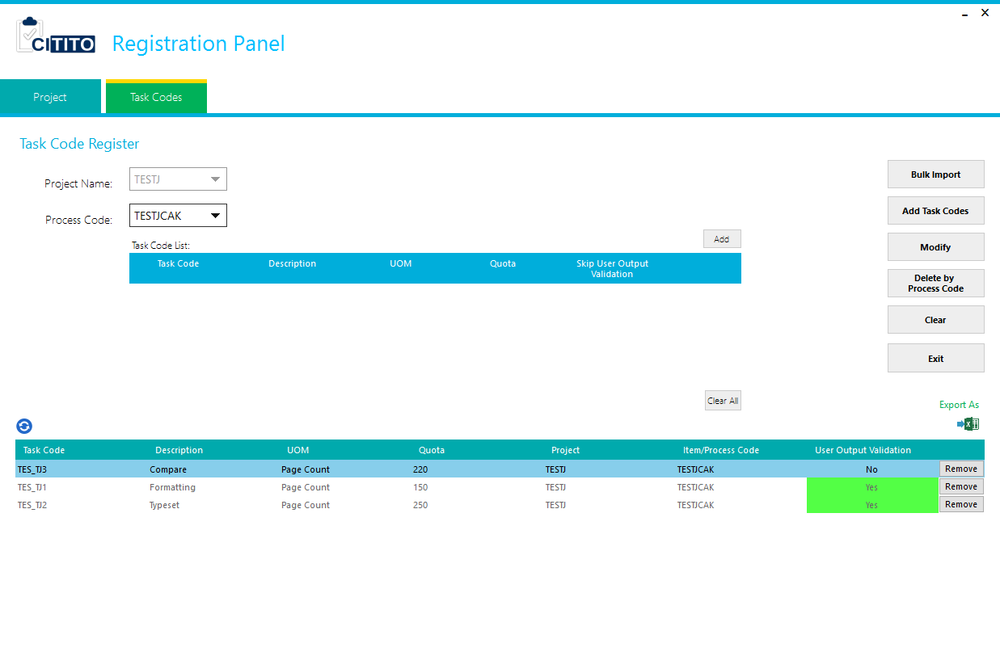 CITITO
Registration Panel
Project
Task Codes
Task Code Register
Project Name:
TESTJ
Process Code:
TESTJCAK
Task Code List:
Add
Task Code Description UOM Quota Skip User Output
Validation
Bulk Import
Add Task Codes
Modify
Delete by
Process Code
Clear
Exit
Clear All
Export As
Task Code Description UOM Quota Project Item/Process Code User Output Validation
TES_TJ3 Compare Page Count 220 TESTJ TESTJCAK No Remove
TES_TJ1 Formatting Page Count 150 TESTJ TESTJCAK Yes Remove
TES_TJ2 Typeset Page Count 250 TESTJ TESTJCAK Yes Remove